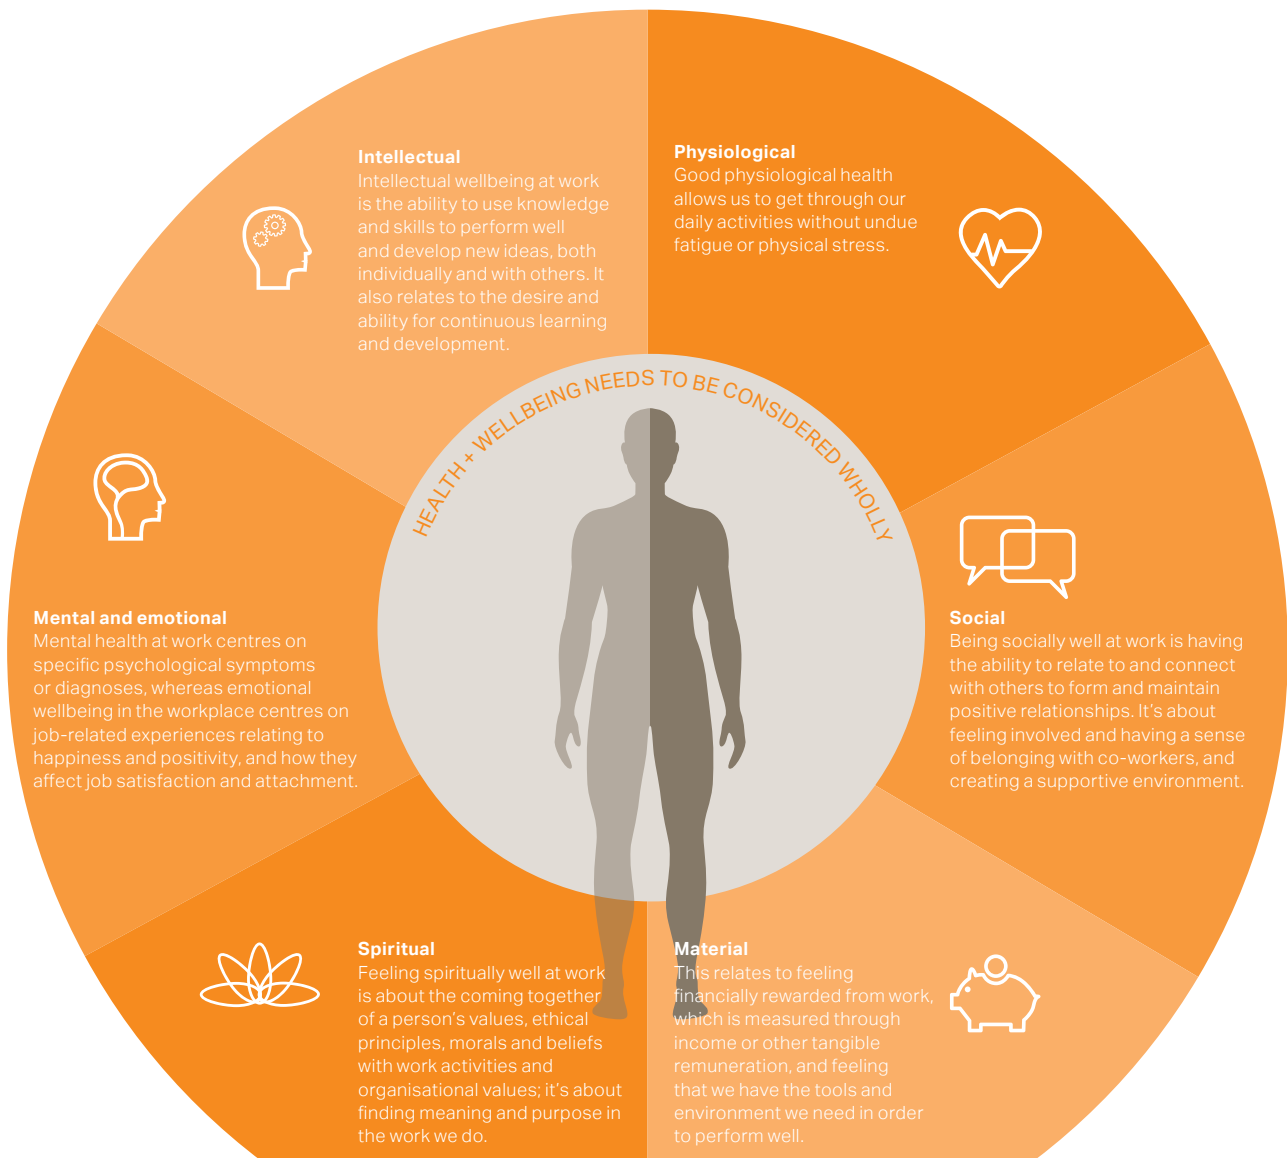 Intellectual
Intellectual wellbeing at work
is the ability to use knowledge
and skills to perform well
and develop new ideas, both
individually and with others. It
also relates to the desire and
ability for continuous learning
and development.
Physiological
Good physiological health
allows us to get through our
daily activities without undue
fatigue or physical stress.
HEALTH + WELLBEING NEEDS TO BE CONSIDERED WHOLLY
Mental and emotional
Mental health at work centres on
specific psychological symptoms
or diagnoses, whereas emotional
wellbeing in the workplace centres on
job-related experiences relating to
happiness and positivity, and how they
affect job satisfaction and attachment.
Social
Being socially well at work is having
the ability to relate to and connect
with others to form and maintain
positive relationships. It’s about
feeling involved and having a sense
of belonging with co-workers, and
creating a supportive environment.
Spiritual
Feeling spiritually well at work
is about the coming together
of a person’s values, ethical
principles, morals and beliefs
with work activities and
organisational values; it’s about
finding meaning and purpose in
the work we do.
Material
This relates to feeling
financially rewarded from work,
which is measured through
income or other tangible
remuneration, and feeling
that we have the tools and
environment we need in order
to perform well.